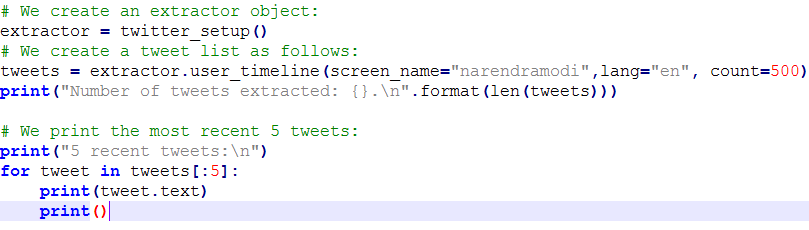 # We create an extractor object:
extractor = twitter_setup()
# We create a tweet list as follows:
tweets = extractor.user_timeline(screen_name="narendramodi",lang="en", count=500)
print("Number of tweets extracted: {}.\n".format(len(tweets)))

# We print the most recent 5 tweets:
print("5 recent tweets:\n")
for tweet in tweets[:5]:
    print(tweet.text)
    print()